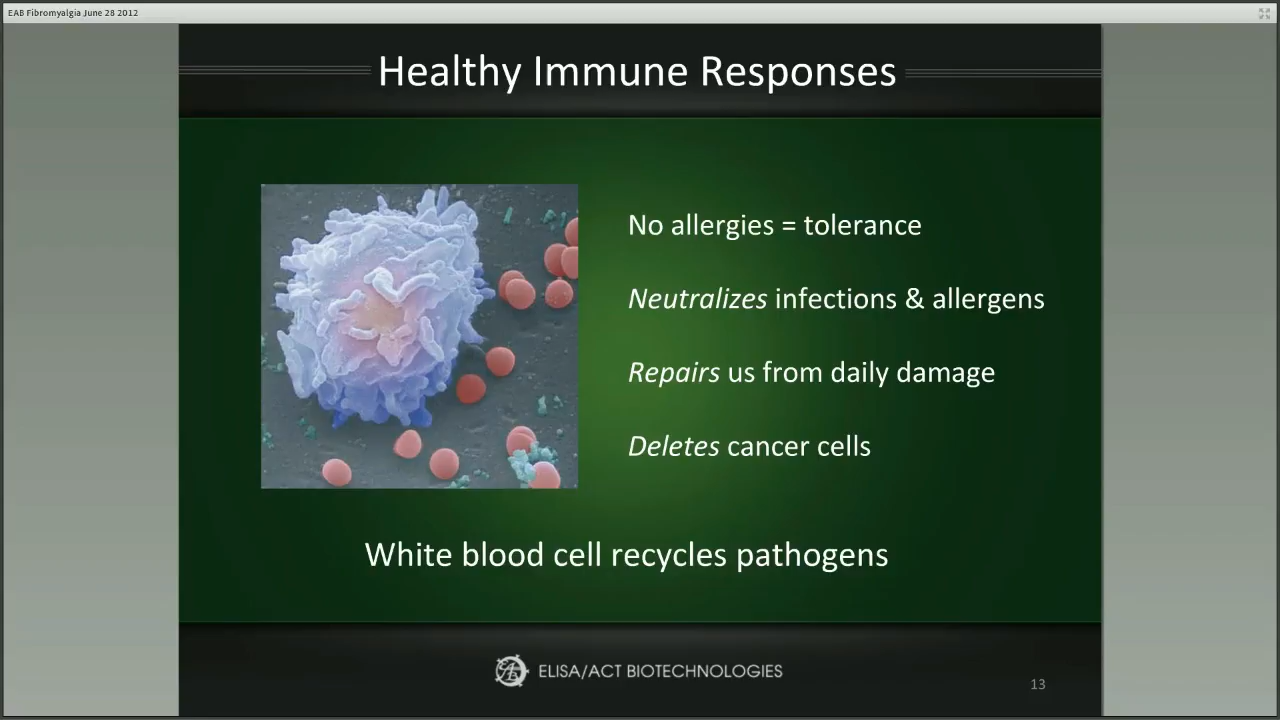 EAB Fibromyalgia June 28 2012
Healthy Immune Responses
No allergies = tolerance
Neutralizes infections & allergens
Repairs us from daily damage
Deletes cancer cells
White blood cell recycles pathogens
EAB
ELISA/ACT BIOTECHNOLOGIES
13